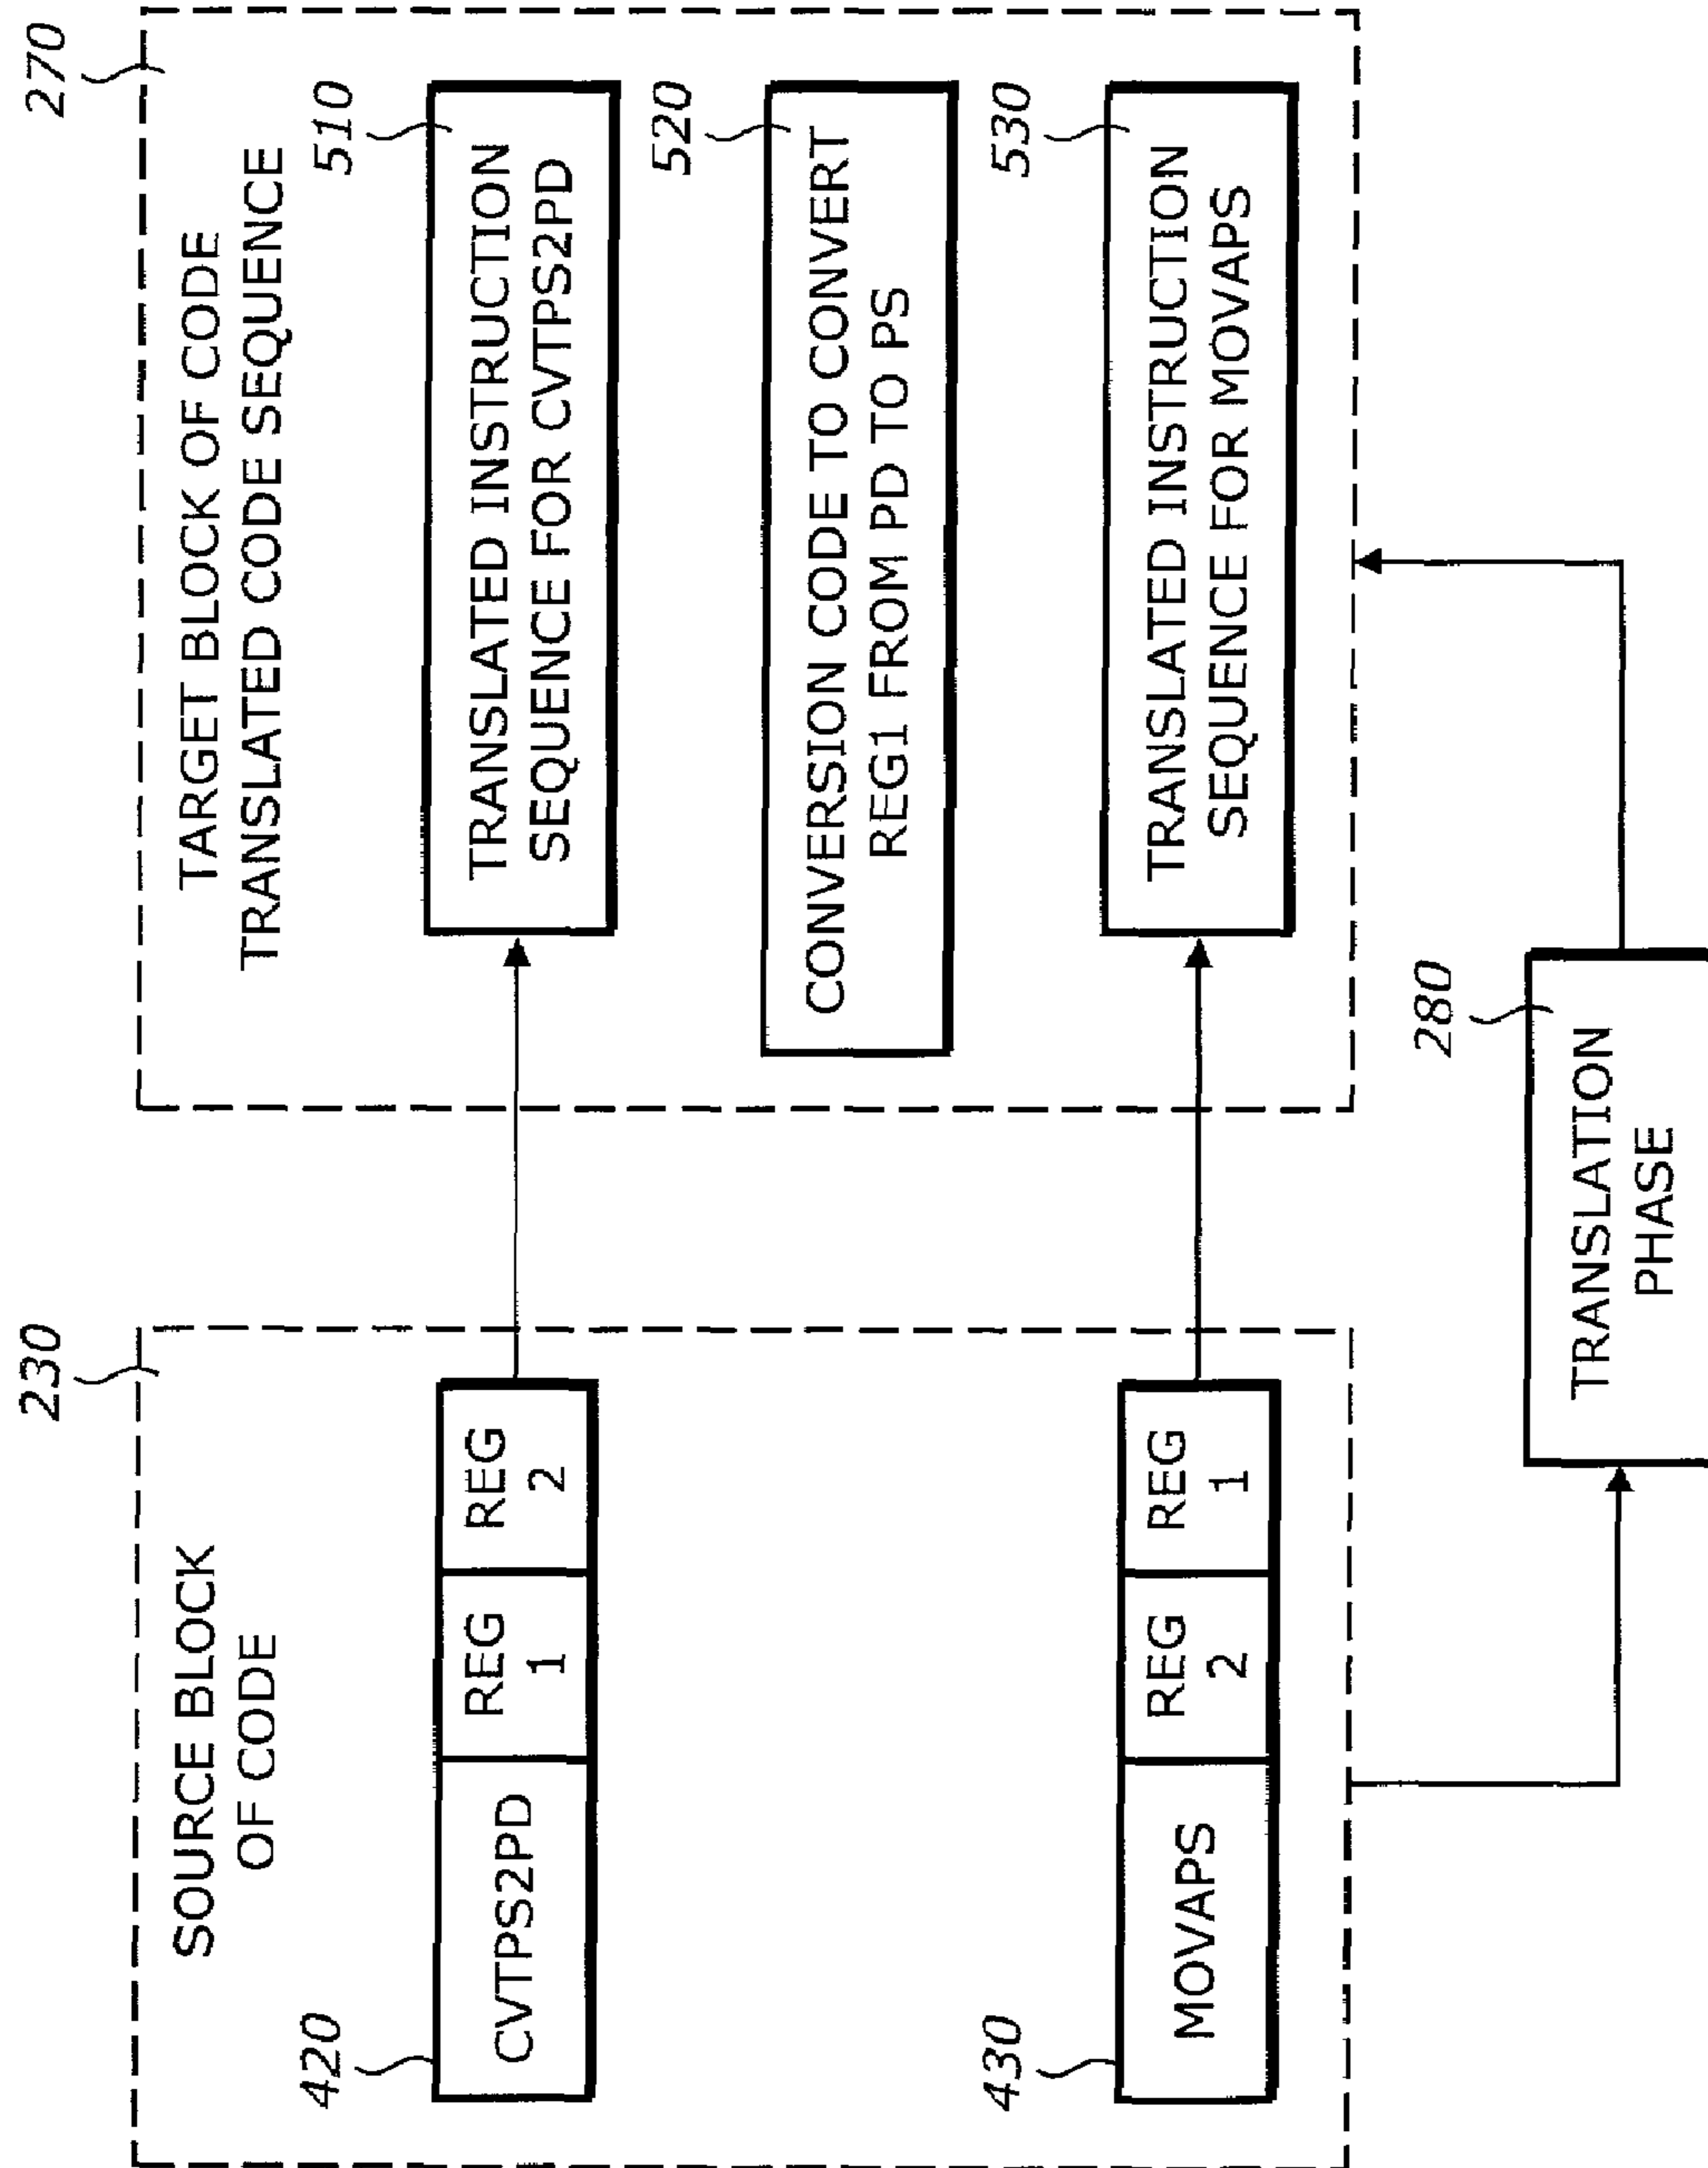 230
SOURCE BLOCK
OF CODE
420
CVTPS2PD
REG
1
REG
2
430
MOVAPS
REG
2
REG
1
270
TARGET BLOCK OF CODE
TRANSLATED CODE SEQUENCE
510
TRANSLATED INSTRUCTION
SEQUENCE FOR CVTPS2PD
520
CONVERSION CODE TO CONVERT
REG1 FROM PD TO PS
530
TRANSLATED INSTRUCTION
SEQUENCE FOR MOVAPS
280
TRANSLATION
PHASE